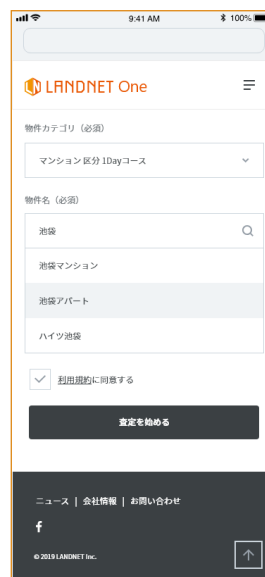 9:41 AM
100%
LANDNET One
物件カテゴリ（必須）
マンション 区分 1Dayコース
物件名（必須）
池袋
池袋マンション
池袋アパート
ハイツ池袋
利用規約に同意する
査定を始める
ニュース | 会社情報 | お問い合わせ
f
© 2019 LANDNET Inc.